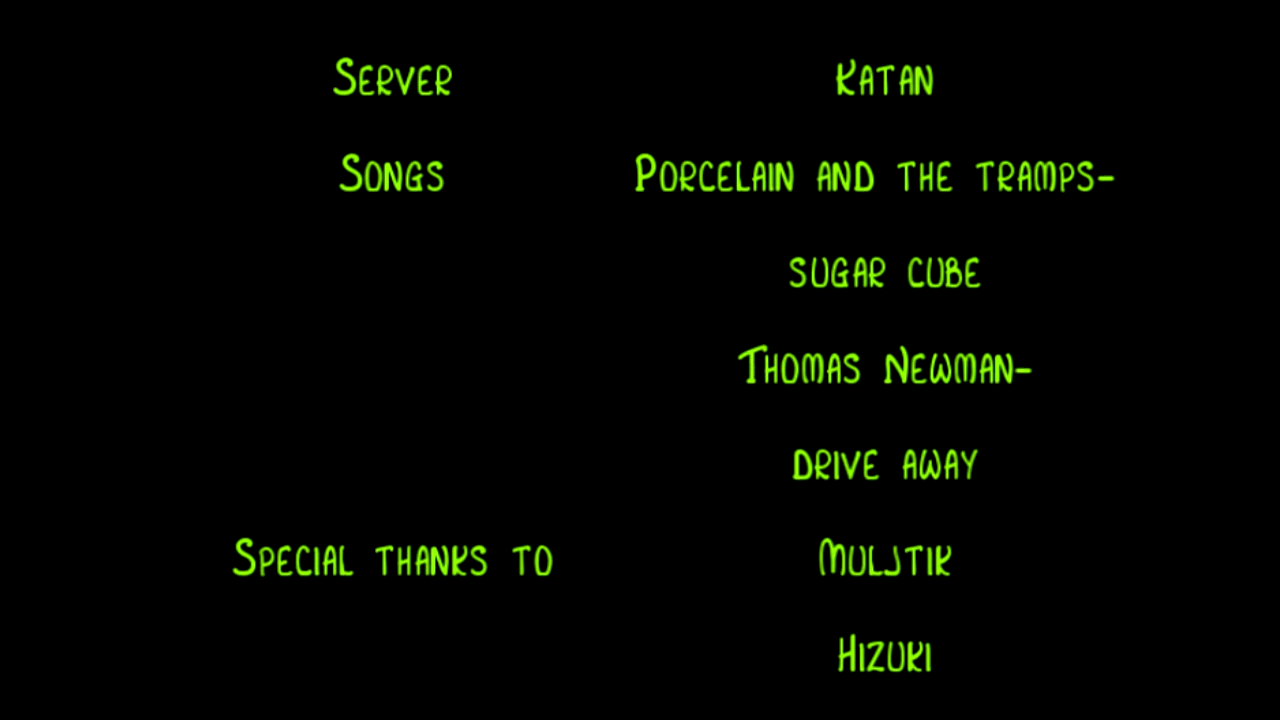 Server Katan
Songs Porcelain and the tramps-
sugar cube
Thomas Newman-
drive away
Special thanks to Muljtik
Hizuki